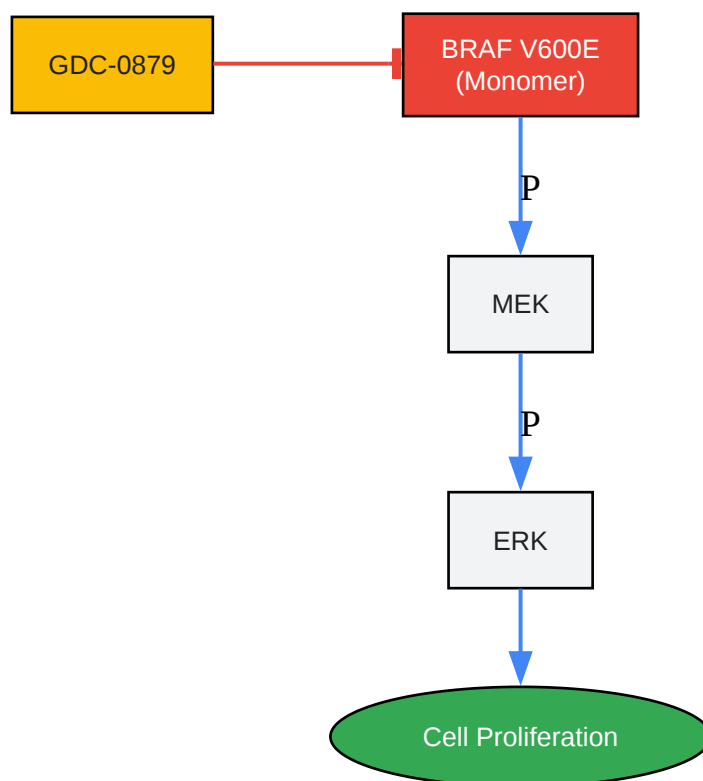 GDC-0879
BRAF V600E
(Monomer)
P
MEK
P
ERK
Cell Proliferation